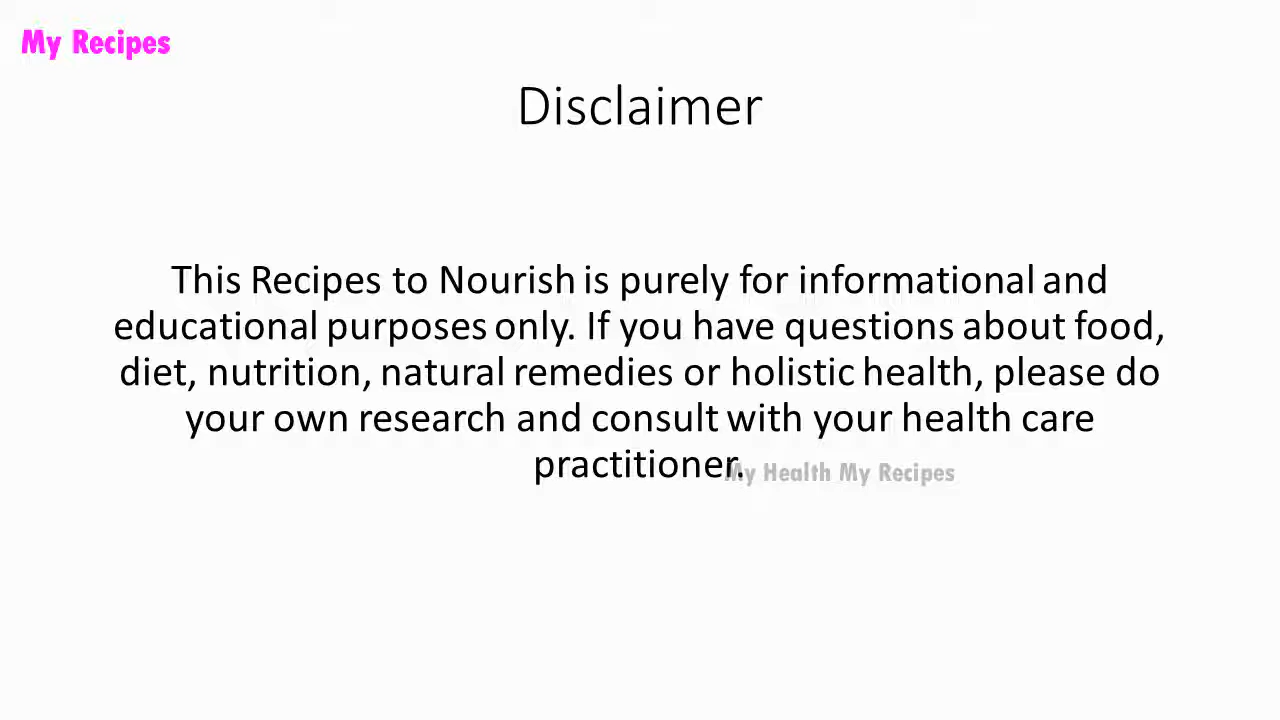 My Recipes
Disclaimer
This Recipes to Nourish is purely for informational and
educational purposes only. If you have questions about food,
diet, nutrition, natural remedies or holistic health, please do
your own research and consult with your health care
practitioner.
My Health My Recipes